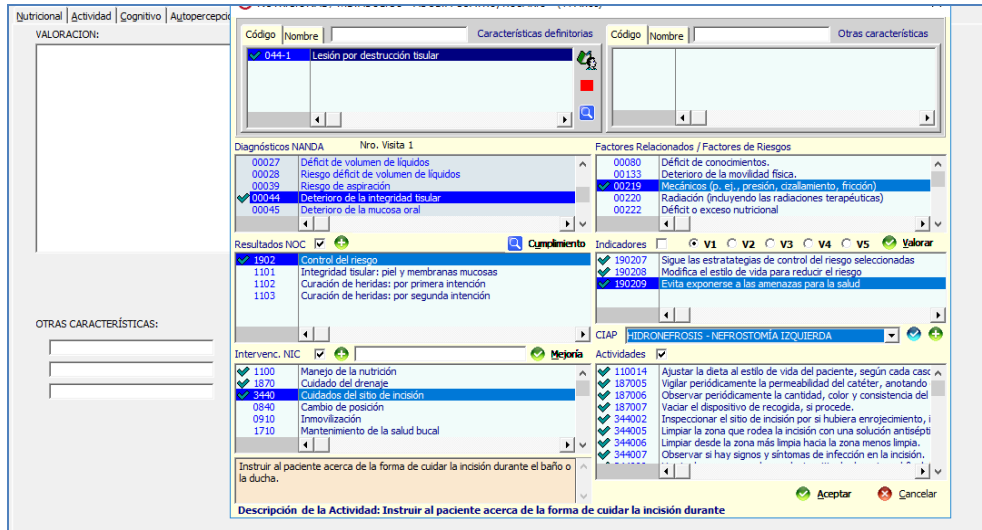 Nutricional Actividad Cognitivo Autopercepció
VALORACION:
OTRAS CARACTERÍSTICAS:
Código Nombre Características definitorias
044-1 Lesión por destrucción tisular
Código Nombre Otras características
Diagnósticos NANDA Nro. Visita 1
00027 Déficit de volumen de líquidos
00028 Riesgo déficit de volumen de líquidos
00039 Riesgo de aspiración
00044 Deterioro de la integridad tisular
00045 Deterioro de la mucosa oral
Factores Relacionados / Factores de Riesgos
00080 Déficit de conocimientos.
00133 Deterioro de la movilidad física.
00219 Mecánicos (p. ej., presión, cizallamiento, fricción)
00220 Radiación (incluyendo las radiaciones terapéuticas)
00222 Déficit o exceso nutricional
Resultados NOC Cumplimiento
1902 Control del riesgo
1101 Integridad tisular: piel y membranas mucosas
1102 Curación de heridas: por primera intención
1103 Curación de heridas: por segunda intención
Indicadores V1 V2 V3 V4 V5 Valorar
190207 Sigue las estratategias de control del riesgo seleccionadas
190208 Modifica el estilo de vida para reducir el riesgo
190209 Evita exponerse a las amenazas para la salud
CIAP HIDRONEFROSIS - NEFROSTOMÍA IZQUIERDA
Intervenc. NIC Mejoría
1100 Manejo de la nutrición
1870 Cuidado del drenaje
3440 Cuidados del sitio de incisión
0840 Cambio de posición
0910 Inmovilización
1710 Mantenimiento de la salud bucal
Actividades
110014 Ajustar la dieta al estilo de vida del paciente, según cada casc
187005 Vigilar periódicamente la permeabilidad del catéter, anotando
187006 Observar periódicamente la cantidad, color y consistencia del
187007 Vaciar el dispositivo de recogida, si procede.
344002 Inspeccionar el sitio de incisión por si hubiera enrojecimiento, i
344005 Limpiar la zona que rodea la incisión con una solución antisépti
344006 Limpiar desde la zona más limpia hacia la zona menos limpia.
344007 Observar si hay signos y síntomas de infección en la incisión.
Instruir al paciente acerca de la forma de cuidar la incisión durante el baño o
la ducha.
Aceptar Cancelar
Descripción de la Actividad: Instruir al paciente acerca de la forma de cuidar la incisión durante